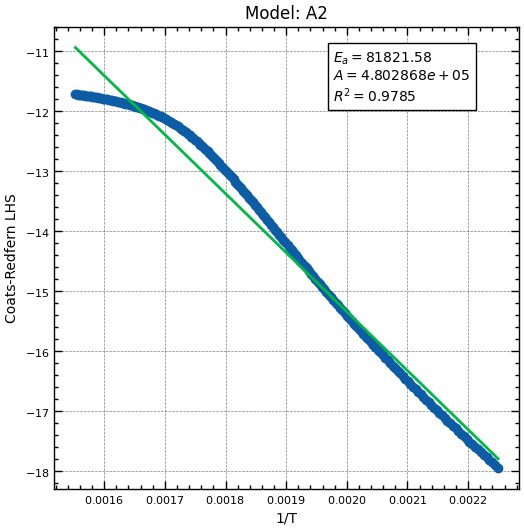 Model: A2
E_a = 81821.58
A = 4.802868e + 05
R² = 0.9785
Coats-Redfern LHS
−11
−12
−13
−14
−15
−16
−17
−18
0.0016 0.0017 0.0018 0.0019 0.0020 0.0021 0.0022
1/T